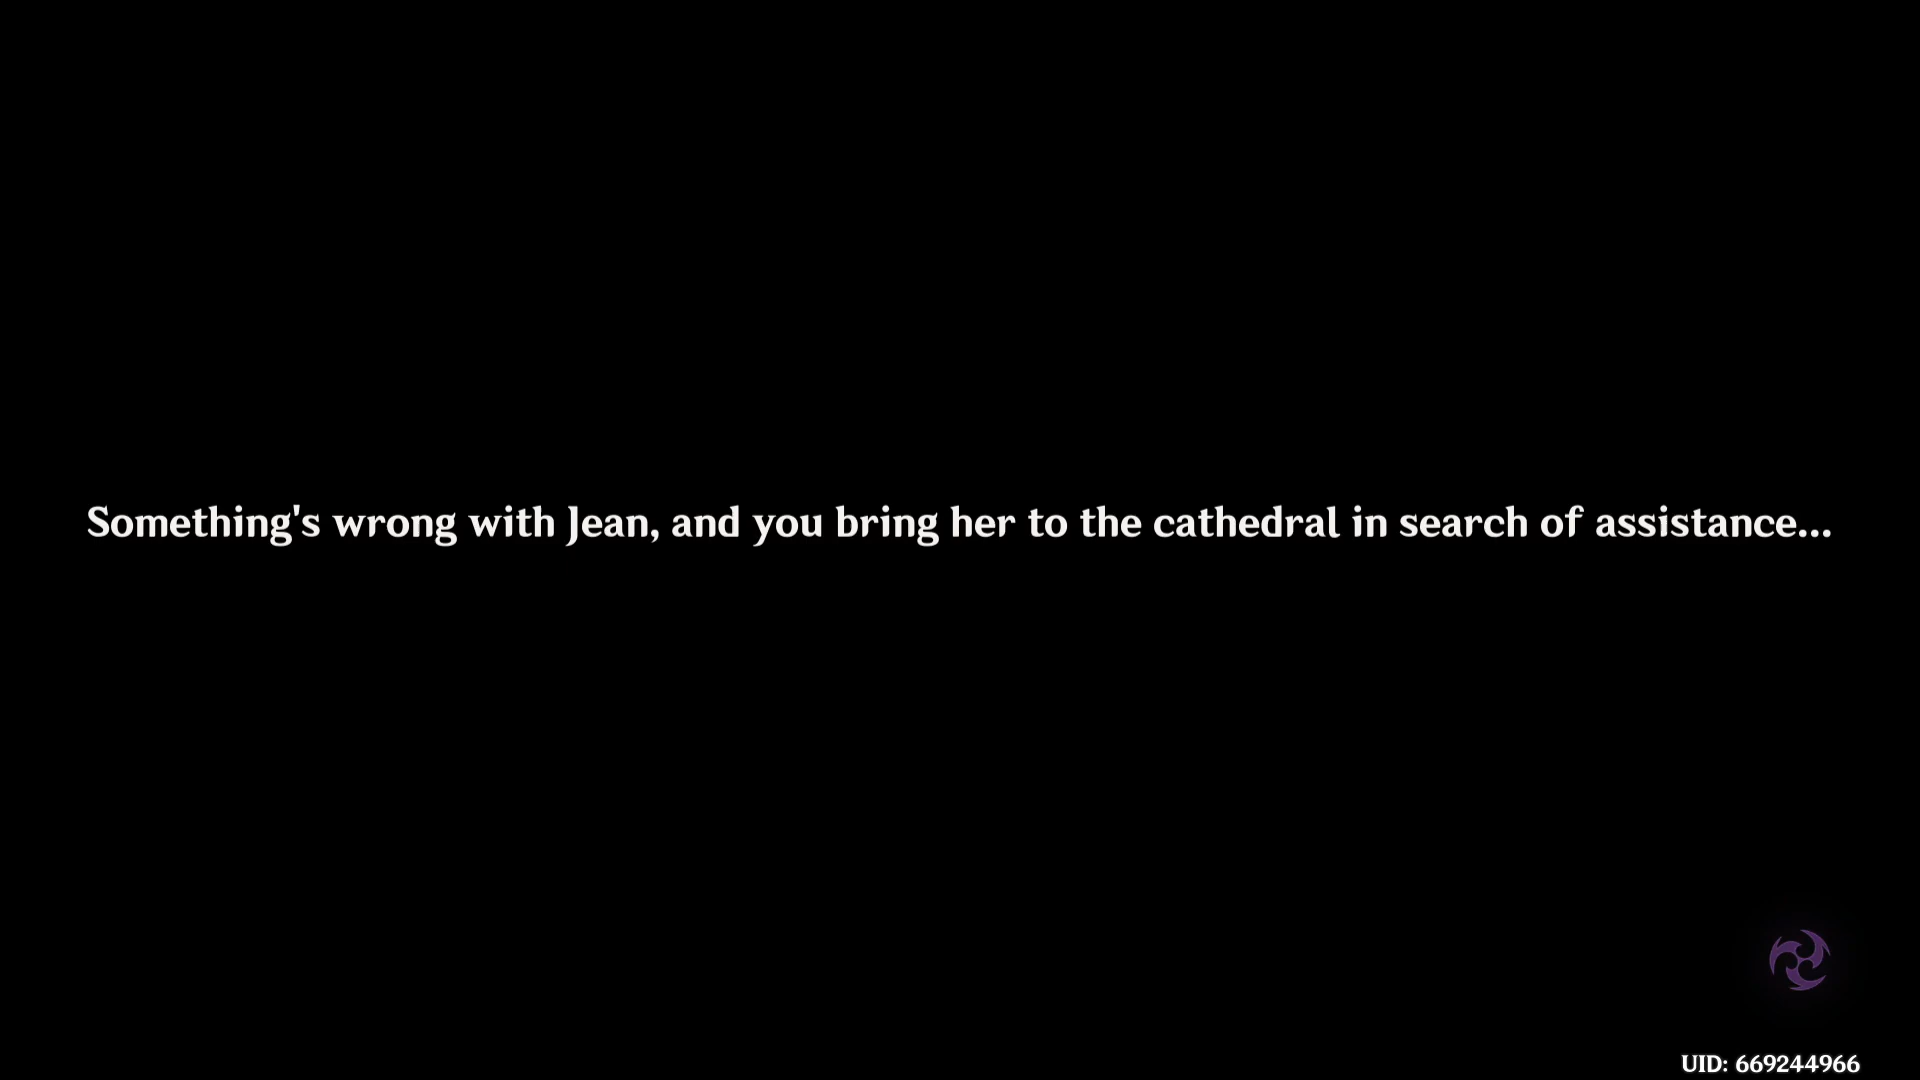 Something's wrong with Jean, and you bring her to the cathedral in search of assistance...
UID: 669244966